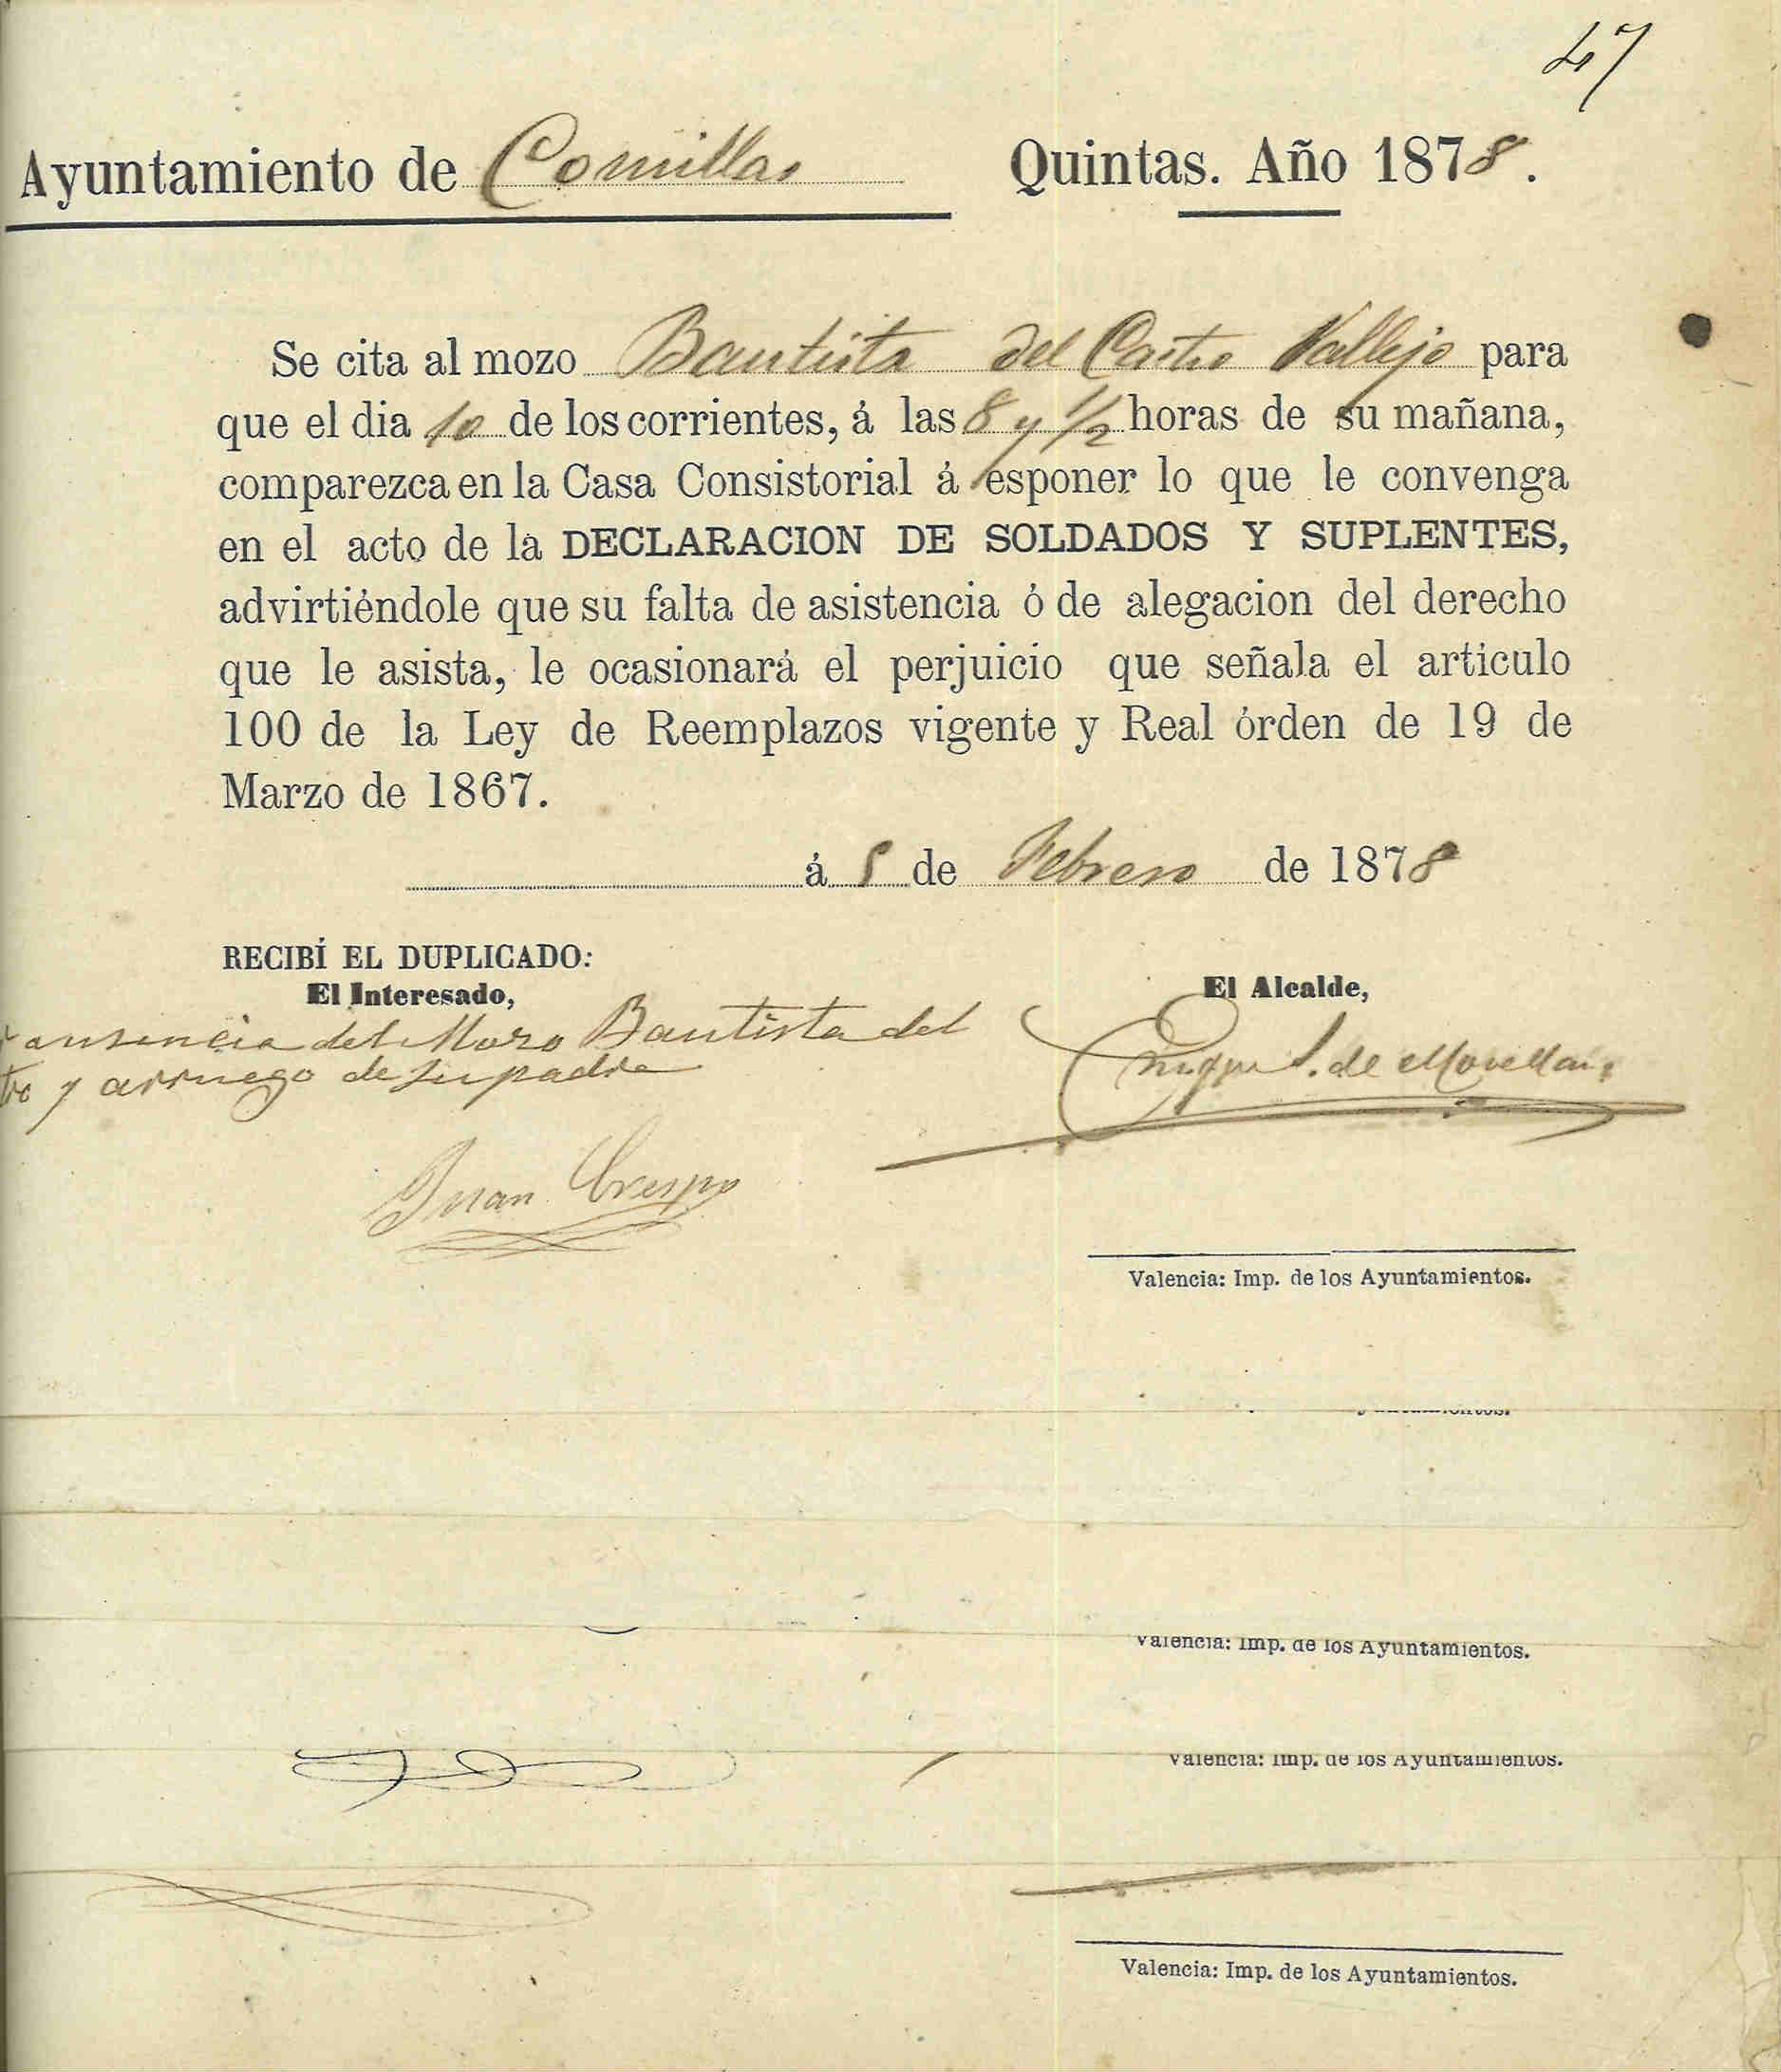 47
Ayuntamiento de Comillas Quintas. Año 1878.
Se cita al mozo Bautista del Castro Vallejo para
que el dia 10 de los corrientes, á las 8 y 1/2 horas de su mañana,
comparezca en la Casa Consistorial á esponer lo que le convenga
en el acto de la DECLARACION DE SOLDADOS Y SUPLENTES,
advirtiéndole que su falta de asistencia ó de alegacion del derecho
que le asista, le ocasionará el perjuicio que señala el articulo
100 de la Ley de Reemplazos vigente y Real órden de 19 de
Marzo de 1867.
á de Febrero de 1878
RECIBÍ EL DUPLICADO:
El Interesado,
El Alcalde,
ausencia del Mozo Bautista del
y arruego de su padre
S. de Movellan
Juan Crespo
Valencia: Imp. de los Ayuntamientos.
Valencia: Imp. de los Ayuntamientos.
Valencia: Imp. de los Ayuntamientos.
Valencia: Imp. de los Ayuntamientos.